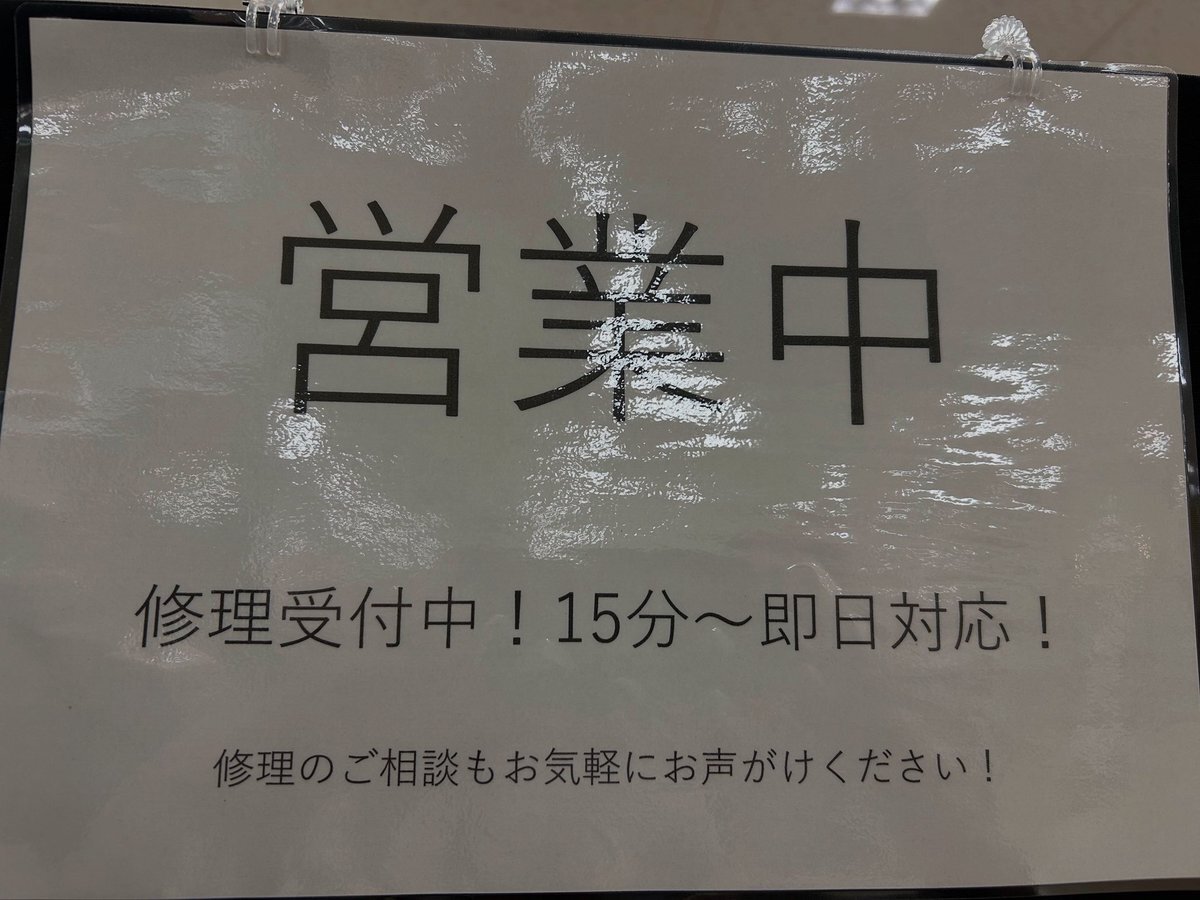 営業中
修理受付中！15分～即日対応！
修理のご相談もお気軽にお声がけください！